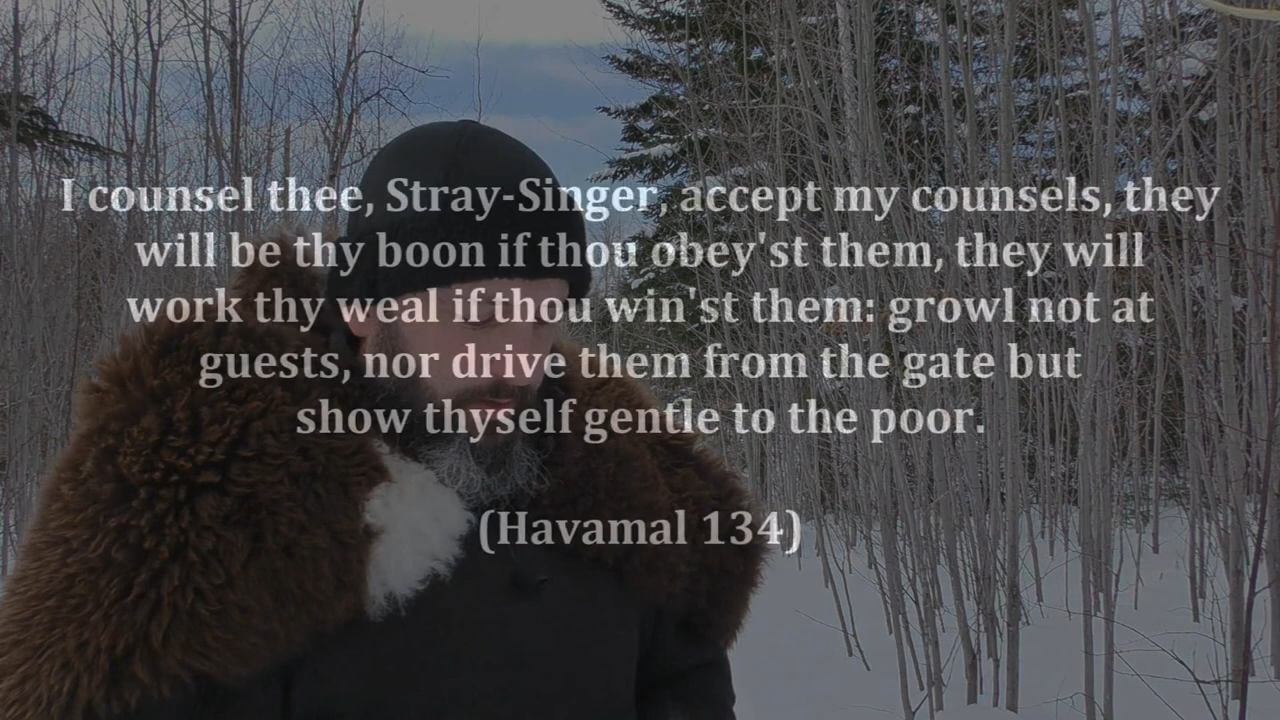 I counsel thee, Stray-Singer, accept my counsels, they
will be thy boon if thou obey'st them, they will
work thy weal if thou win'st them: growl not at
guests, nor drive them from the gate but
show thyself gentle to the poor.
(Havamal 134)